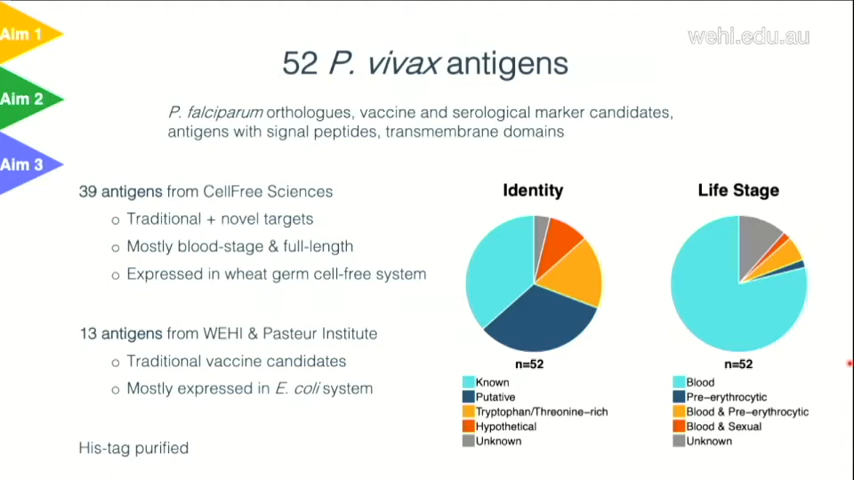 Aim 1
Aim 2
Aim 3
wehi.edu.au
52 P. vivax antigens
P. falciparum orthologues, vaccine and serological marker candidates,
antigens with signal peptides, transmembrane domains
39 antigens from CellFree Sciences
Traditional + novel targets
Mostly blood-stage & full-length
Expressed in wheat germ cell-free system
13 antigens from WEHI & Pasteur Institute
Traditional vaccine candidates
Mostly expressed in E. coli system
His-tag purified
Identity
n=52
Known
Putative
Tryptophan/Threonine-rich
Hypothetical
Unknown
Life Stage
n=52
Blood
Pre-erythrocytic
Blood & Pre-erythrocytic
Blood & Sexual
Unknown